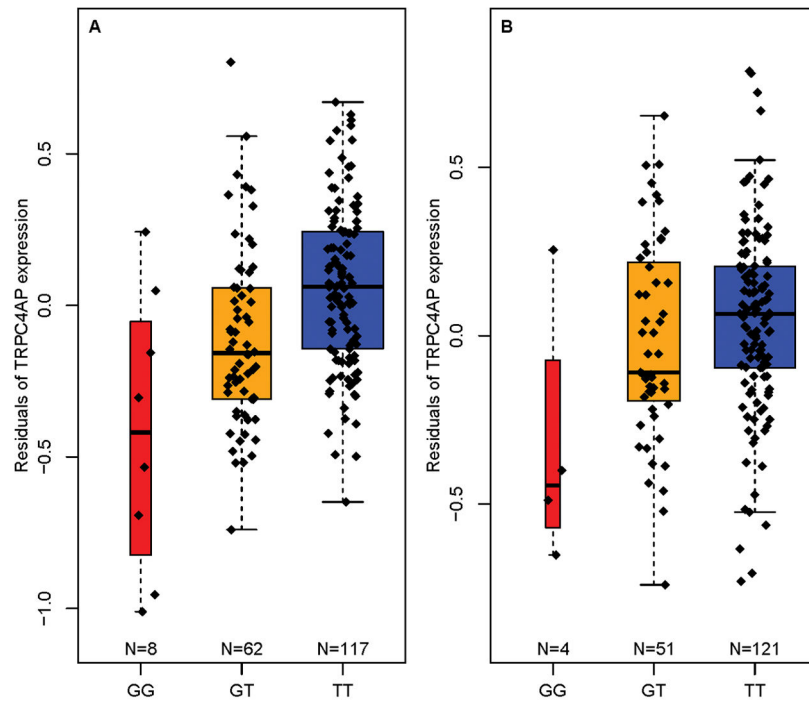 A
Residuals of TRPC4AP expression
0.5
0.0
−0.5
−1.0
N=8 N=62 N=117
GG GT TT
B
Residuals of TRPC4AP expression
0.5
0.0
−0.5
N=4 N=51 N=121
GG GT TT